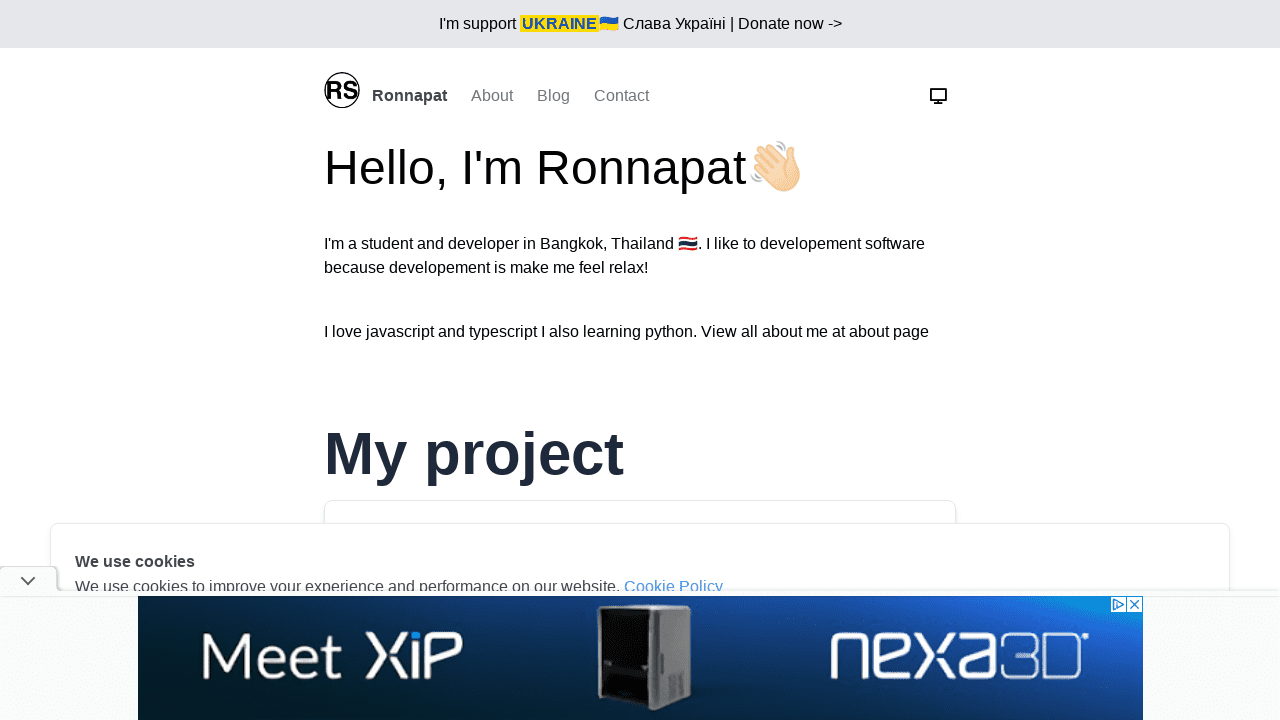 I'm support UKRAINE🇺🇦 Слава Україні | Donate now ->
RS Ronnapat About Blog Contact
Hello, I'm Ronnapat👋🏻
I'm a student and developer in Bangkok, Thailand 🇹🇭. I like to developement software
because developement is make me feel relax!
I love javascript and typescript I also learning python. View all about me at about page
My project
We use cookies
We use cookies to improve your experience and performance on our website. Cookie Policy
Meet XiP nexa3D